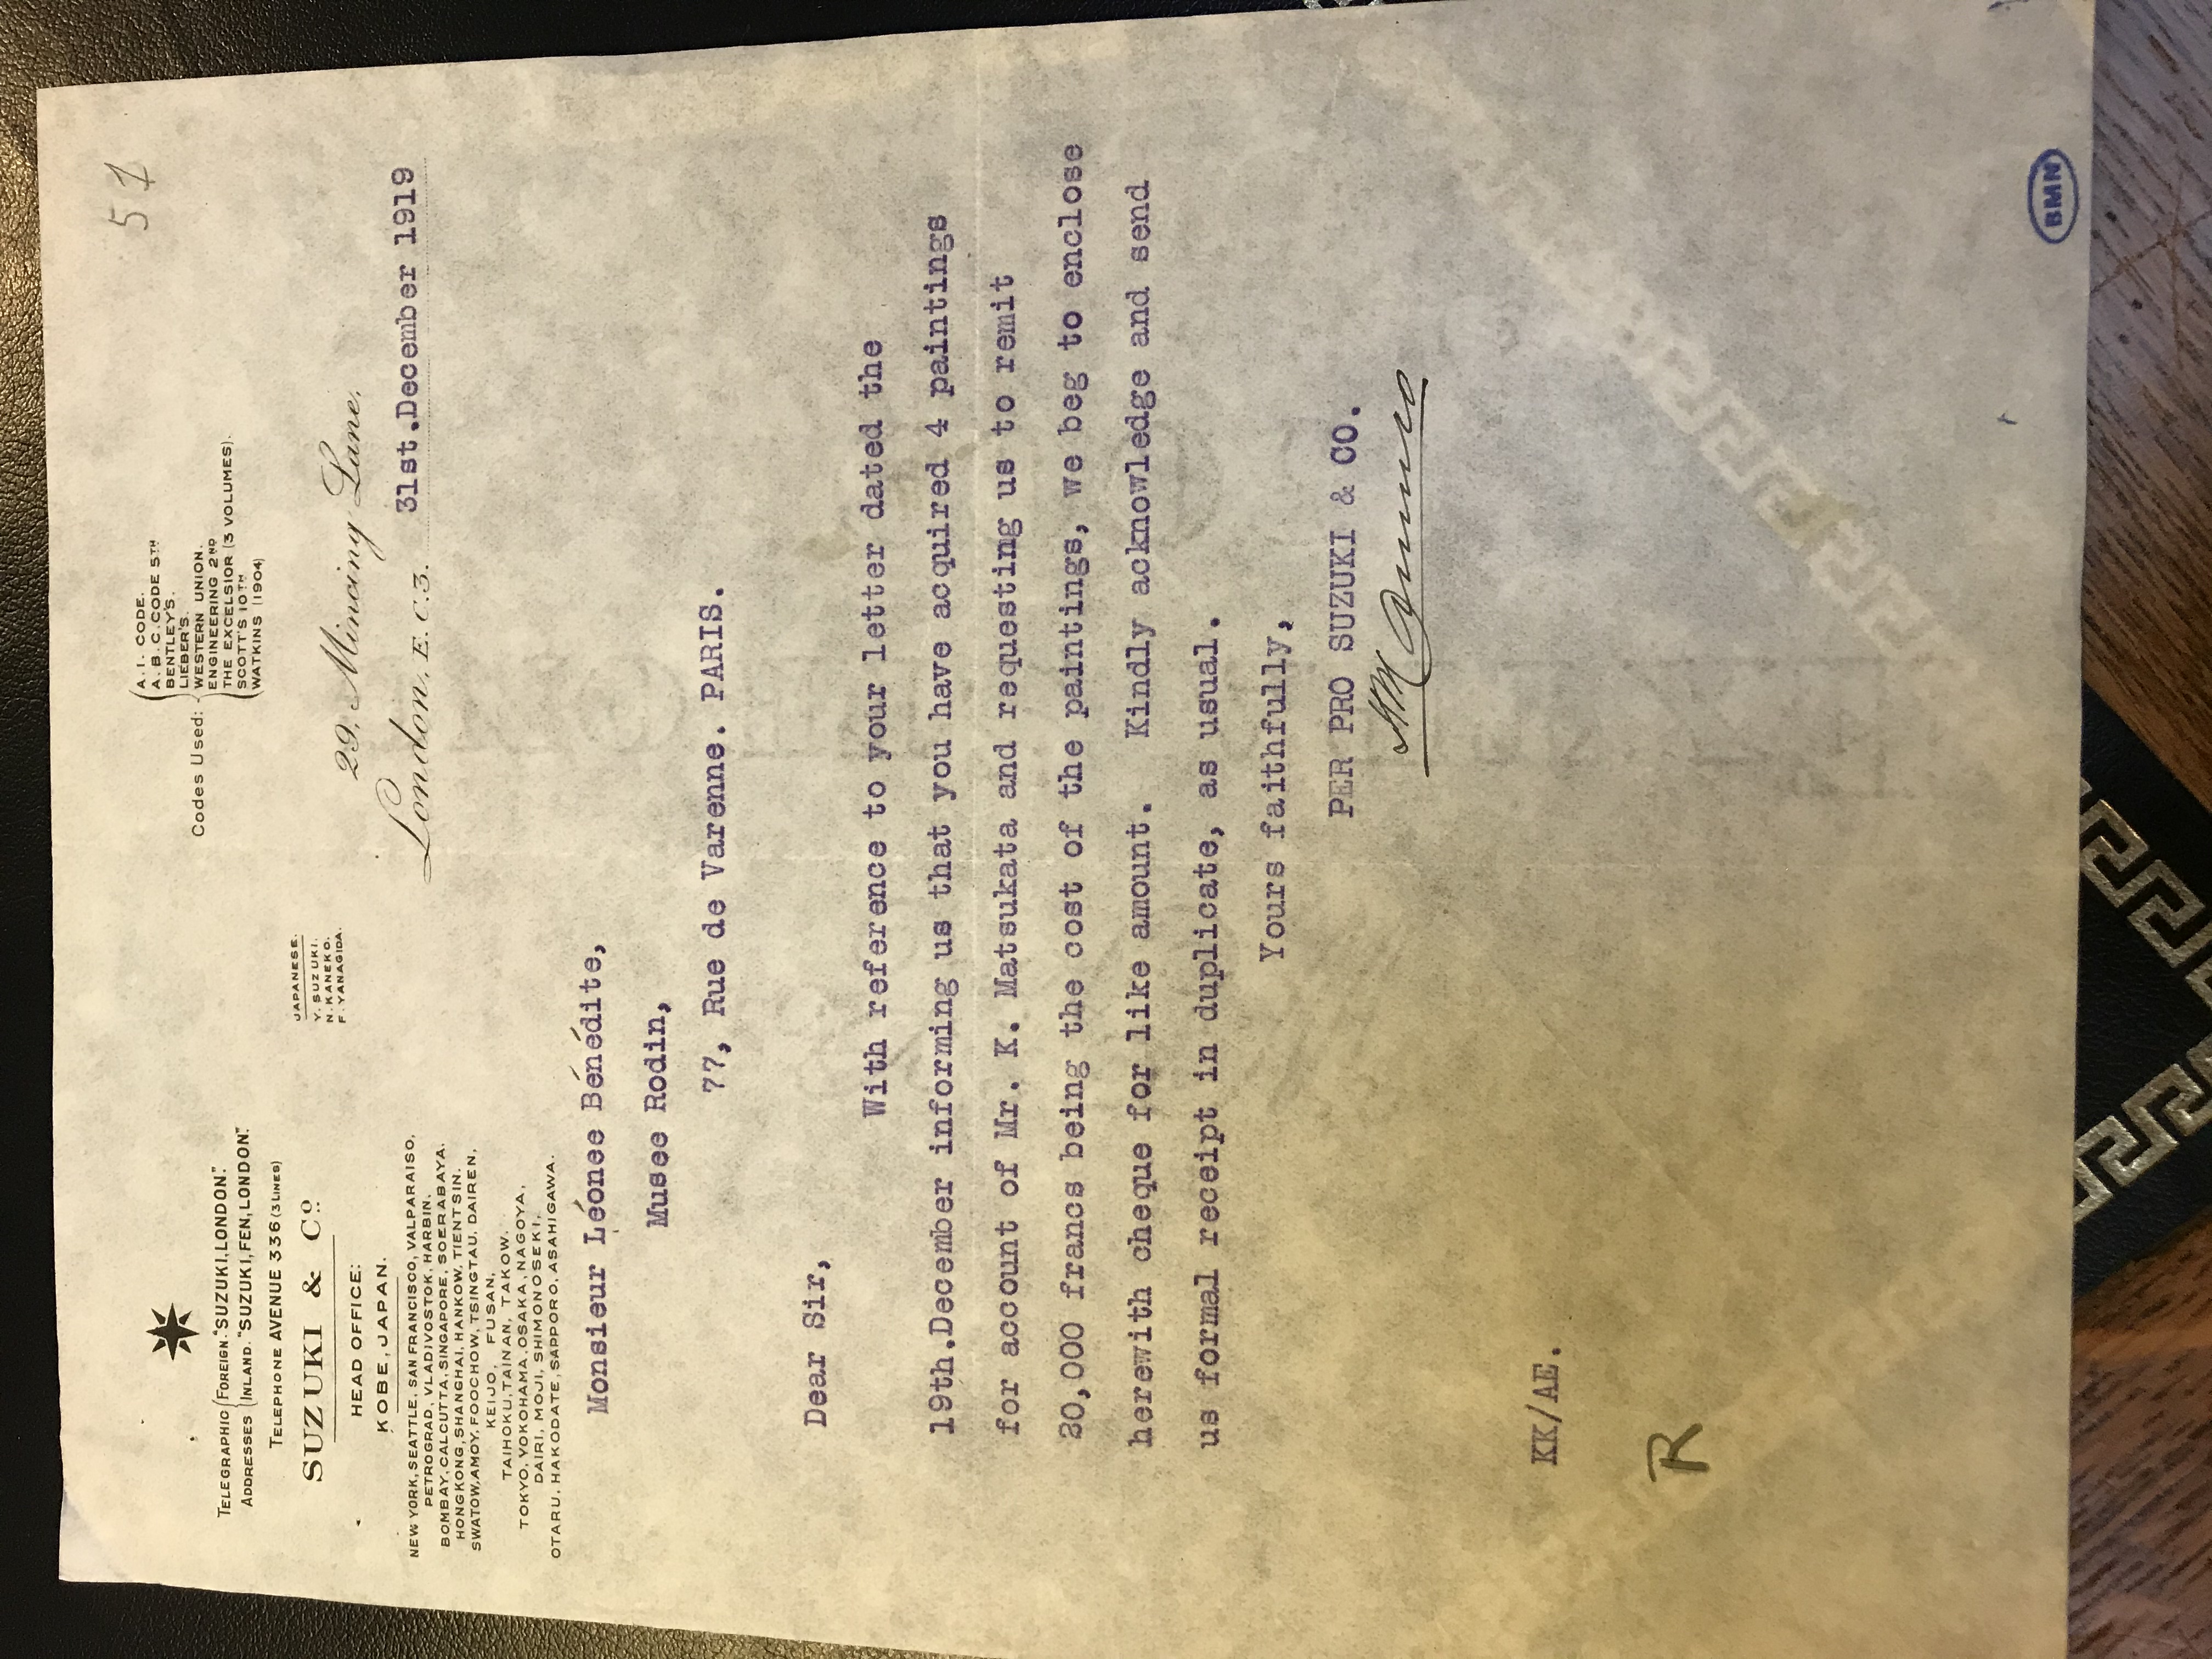 51
TELEGRAPHIC ADDRESSES { FOREIGN. "SUZUKI, LONDON."
INLAND. "SUZUKI, FEN, LONDON."
TELEPHONE AVENUE 336 (3 LINES)
SUZUKI & Co.
HEAD OFFICE:
KOBE, JAPAN.
NEW YORK, SEATTLE, SAN FRANCISCO, VALPARAISO,
PETROGRAD, VLADIVOSTOK, HARBIN,
BOMBAY, CALCUTTA, SINGAPORE, SOERABAYA.
HONGKONG, SHANGHAI, HANKOW, TIENTSIN.
SWATOW, AMOY, FOOCHOW, TSINGTAU, DAIREN,
KEIJO, FUSAN,
TAIHOKU, TAINAN, TAKOW.
TOKYO, YOKOHAMA, OSAKA, NAGOYA,
DAIRI, MOJI, SHIMONOSEKI,
OTARU, HAKODATE, SAPPORO, ASAHIGAWA.
JAPANESE.
Y. SUZUKI.
N. KANEKO.
F. YANAGIDA.
Codes Used: -
A. I. CODE.
A. B. C. CODE 5TH
BENTLEY'S.
LIEBER'S.
WESTERN UNION.
ENGINEERING 2ND
THE EXCELSIOR (3 VOLUMES).
SCOTT'S 10TH
WATKINS (1904)
29, Mincing Lane,
London, E.C.3.
31st.December 1919
Monsieur Léonee Bénédite,
Musee Rodin,
77, Rue de Varenne. PARIS.
Dear Sir,
With reference to your letter dated the
19th.December informing us that you have acquired 4 paintings
for account of Mr. K. Matsukata and requesting us to remit
20,000 francs being the cost of the paintings, we beg to enclose
herewith cheque for like amount. Kindly acknowledge and send
us formal receipt in duplicate, as usual.
Yours faithfully,
PER PRO SUZUKI & CO.
KK/AE.
R
BMN